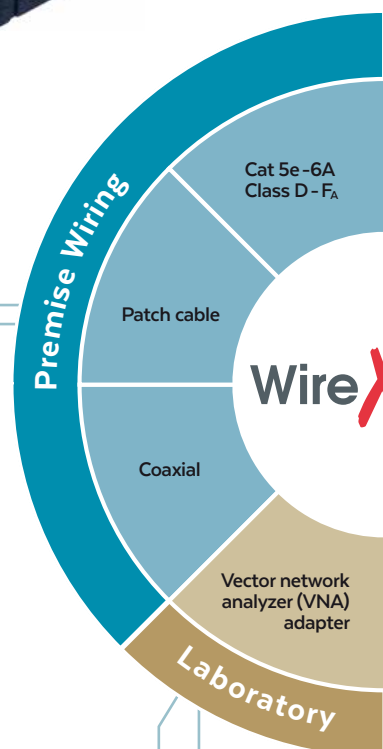 Premise Wiring
Cat 5e-6A
Class D - FA
Patch cable
Wire
Coaxial
Vector network
analyzer (VNA)
adapter
Laboratory